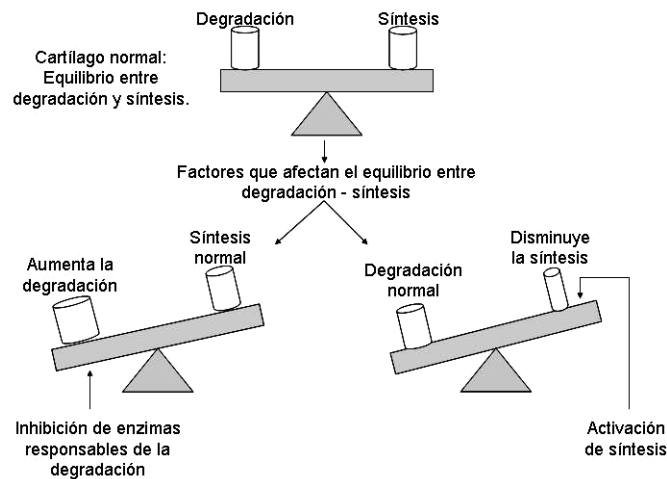 Degradación
Síntesis
Cartílago normal:
Equilibrio entre
degradación y síntesis.
Factores que afectan el equilibrio entre
degradación - síntesis
Aumenta la
degradación
Síntesis
normal
Degradación
normal
Disminuye
la síntesis
Inhibición de enzimas
responsables de la
degradación
Activación
de síntesis